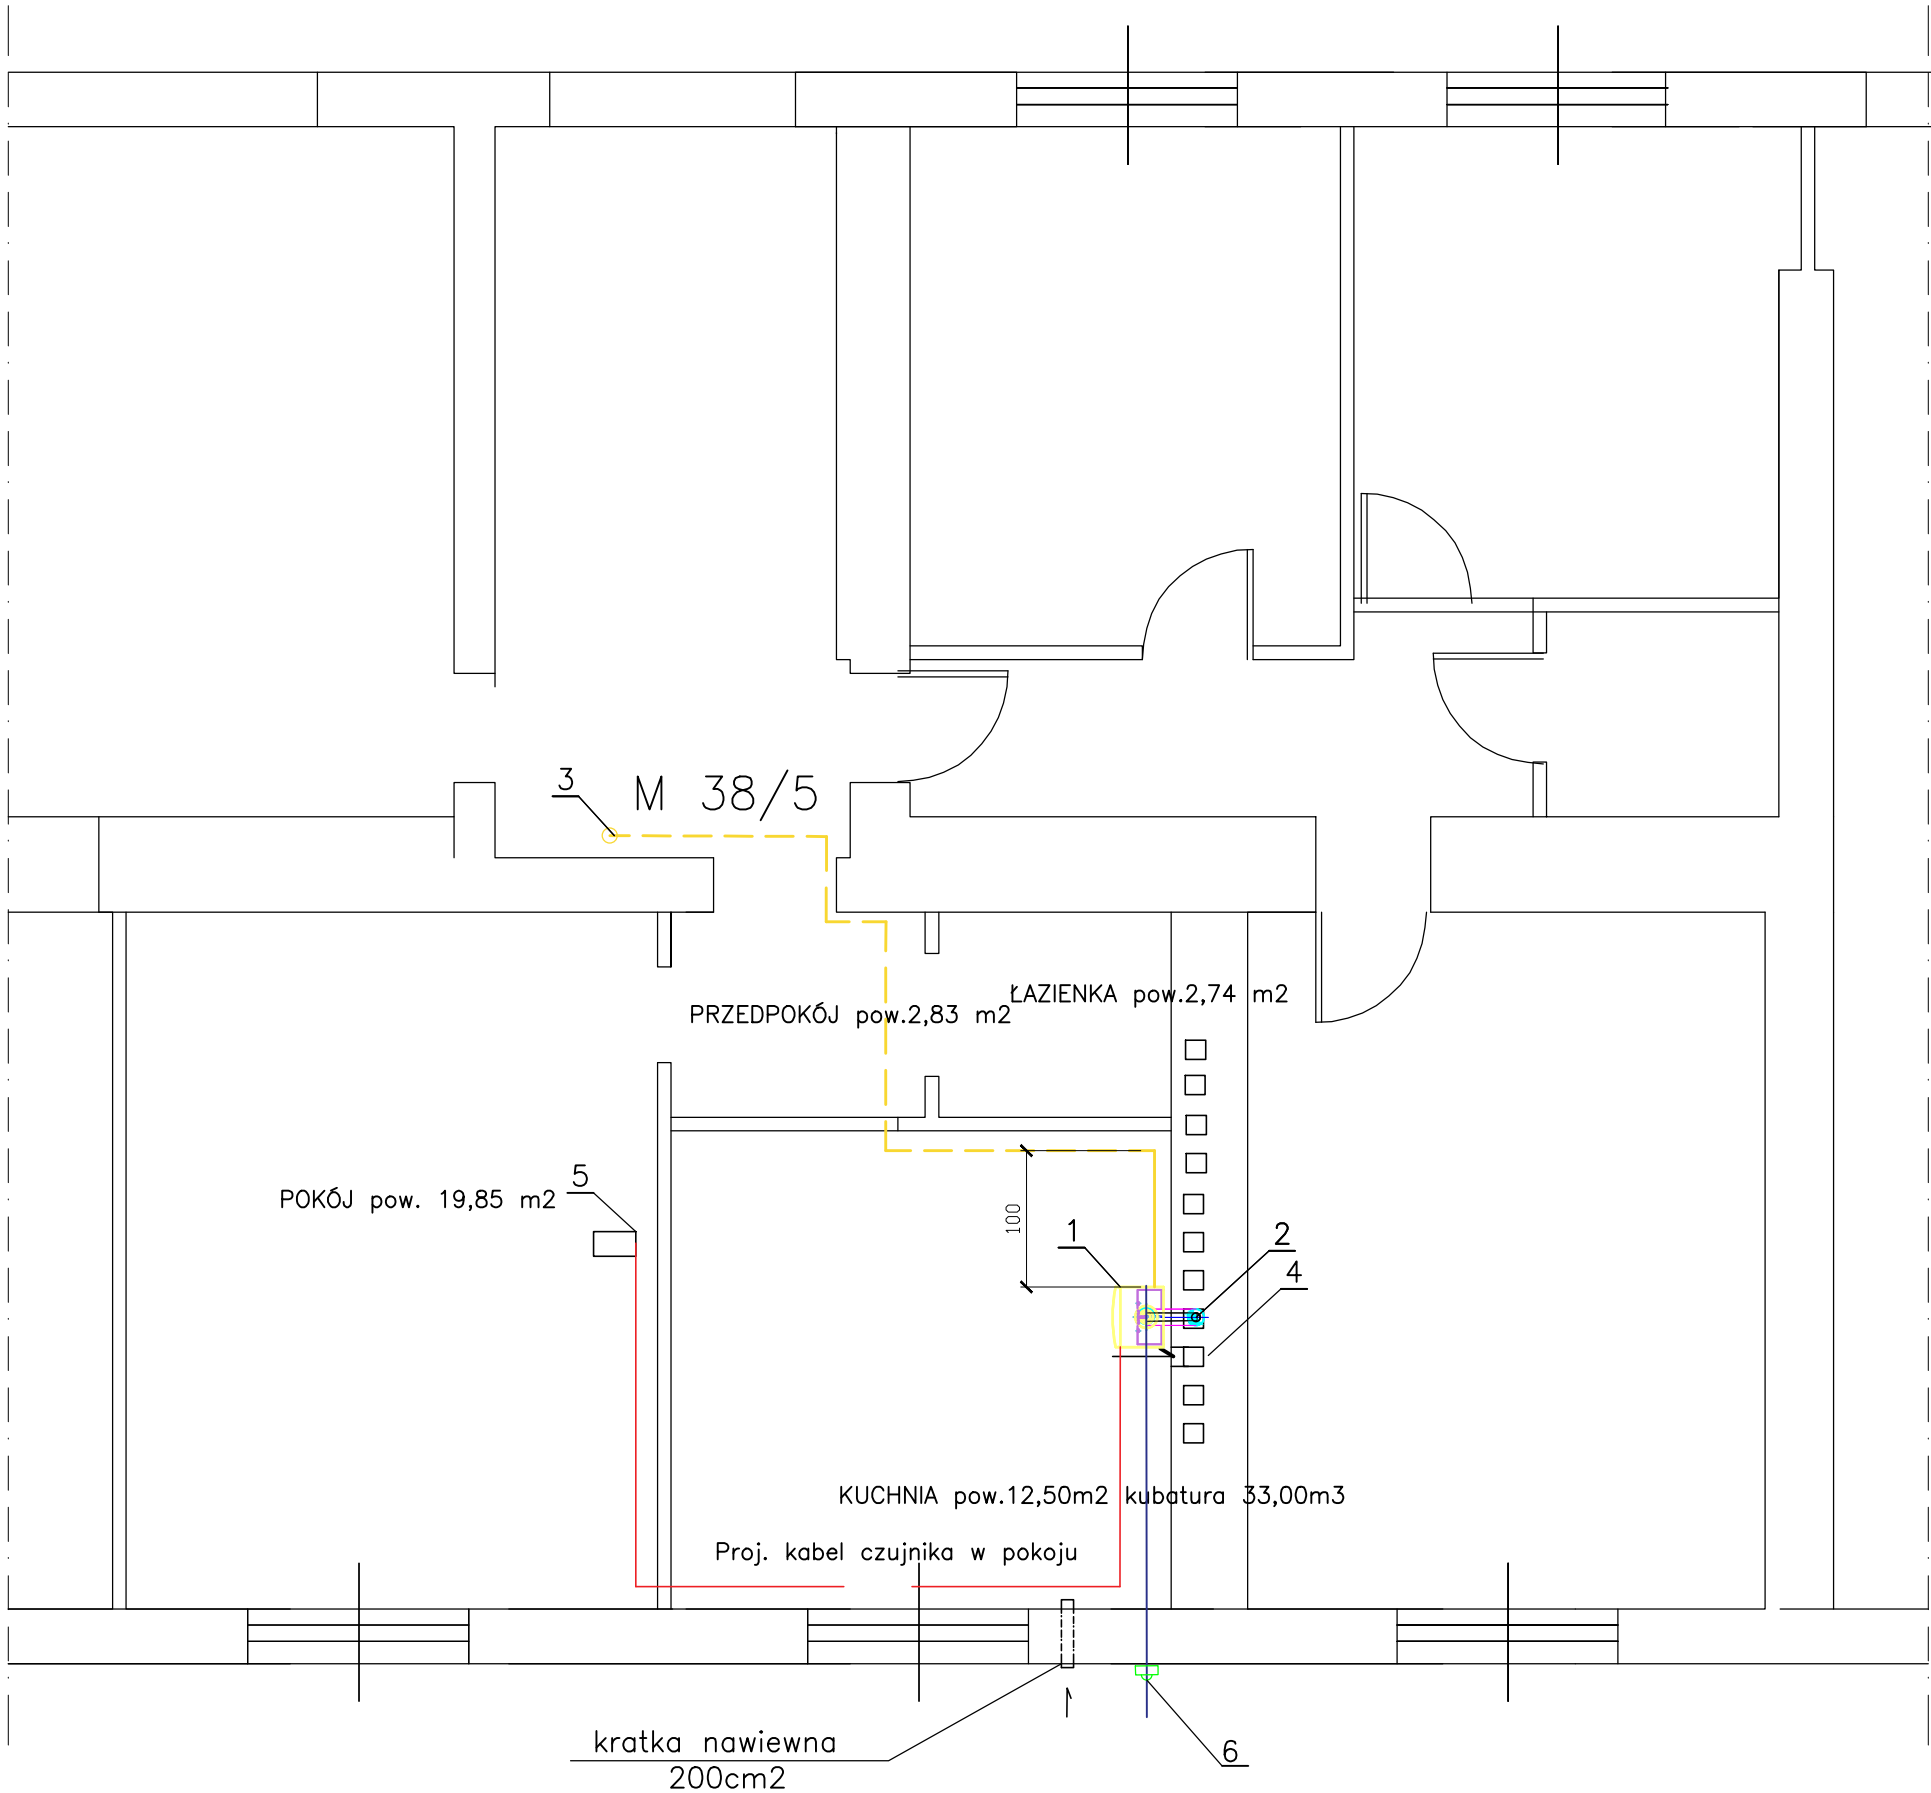 3
M 38/5
ŁAZIENKA pow.2,74 m2
PRZEDPOKÓJ pow.2,83 m2
5
POKÓJ pow. 19,85 m2
100
1
2
4
KUCHNIA pow.12,50m2 kubatura 33,00m3
Proj. kabel czujnika w pokoju
kratka nawiewna
200cm2
6